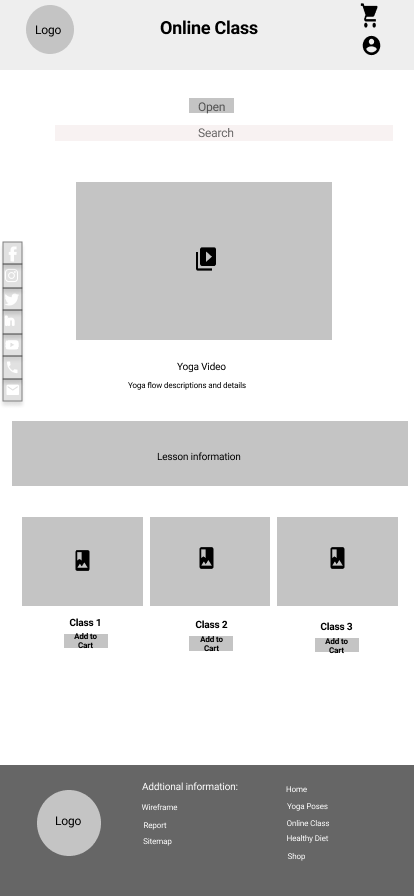 Logo
Online Class
Open
Search
Yoga Video
Yoga flow descriptions and details
Lesson information
Class 1
Add to
Cart
Class 2
Add to
Cart
Class 3
Add to
Cart
Logo
Addtional information:
Wireframe
Report
Sitemap
Home
Yoga Poses
Online Class
Healthy Diet
Shop